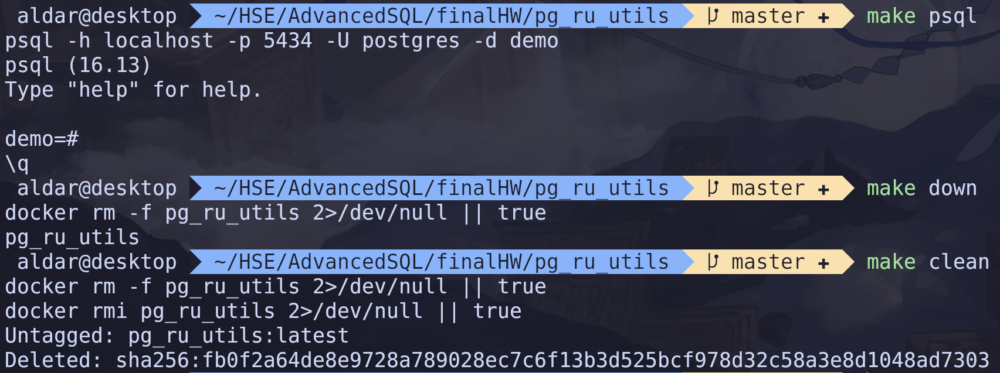 aldar@desktop ~/HSE/AdvancedSQL/finalHW/pg_ru_utils master + make psql
psql -h localhost -p 5434 -U postgres -d demo
psql (16.13)
Type "help" for help.
demo=#
\q
aldar@desktop ~/HSE/AdvancedSQL/finalHW/pg_ru_utils master + make down
docker rm -f pg_ru_utils 2>/dev/null || true
pg_ru_utils
aldar@desktop ~/HSE/AdvancedSQL/finalHW/pg_ru_utils master + make clean
docker rm -f pg_ru_utils 2>/dev/null || true
docker rmi pg_ru_utils 2>/dev/null || true
Untagged: pg_ru_utils:latest
Deleted: sha256:fb0f2a64de8e9728a789028ec7c6f13b3d525bcf978d32c58a3e8d1048ad7303